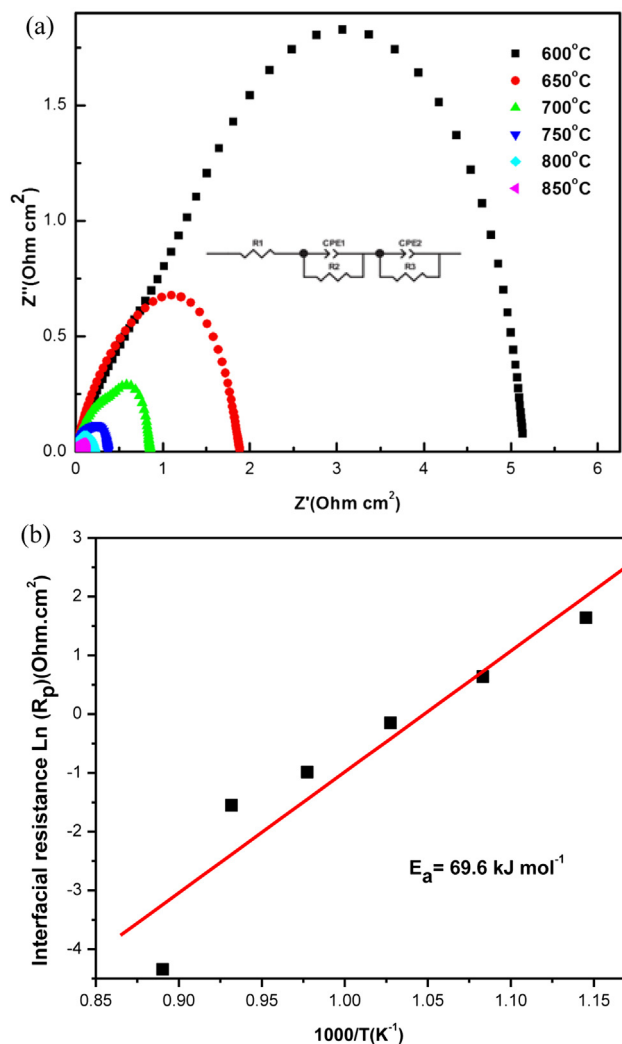 (a)
600°C
650°C
700°C
750°C
800°C
850°C
R1
CPE1
R2
CPE2
R3
Z''(Ohm cm²)
1.5
1.0
0.5
0.0
0
1
2
3
4
5
6
Z'(Ohm cm²)
(b)
Interfacial resistance Ln (Rp)(Ohm.cm²)
3
2
1
0
-1
-2
-3
-4
Ea= 69.6 kJ mol⁻¹
0.85
0.90
0.95
1.00
1.05
1.10
1.15
1000/T(K⁻¹)